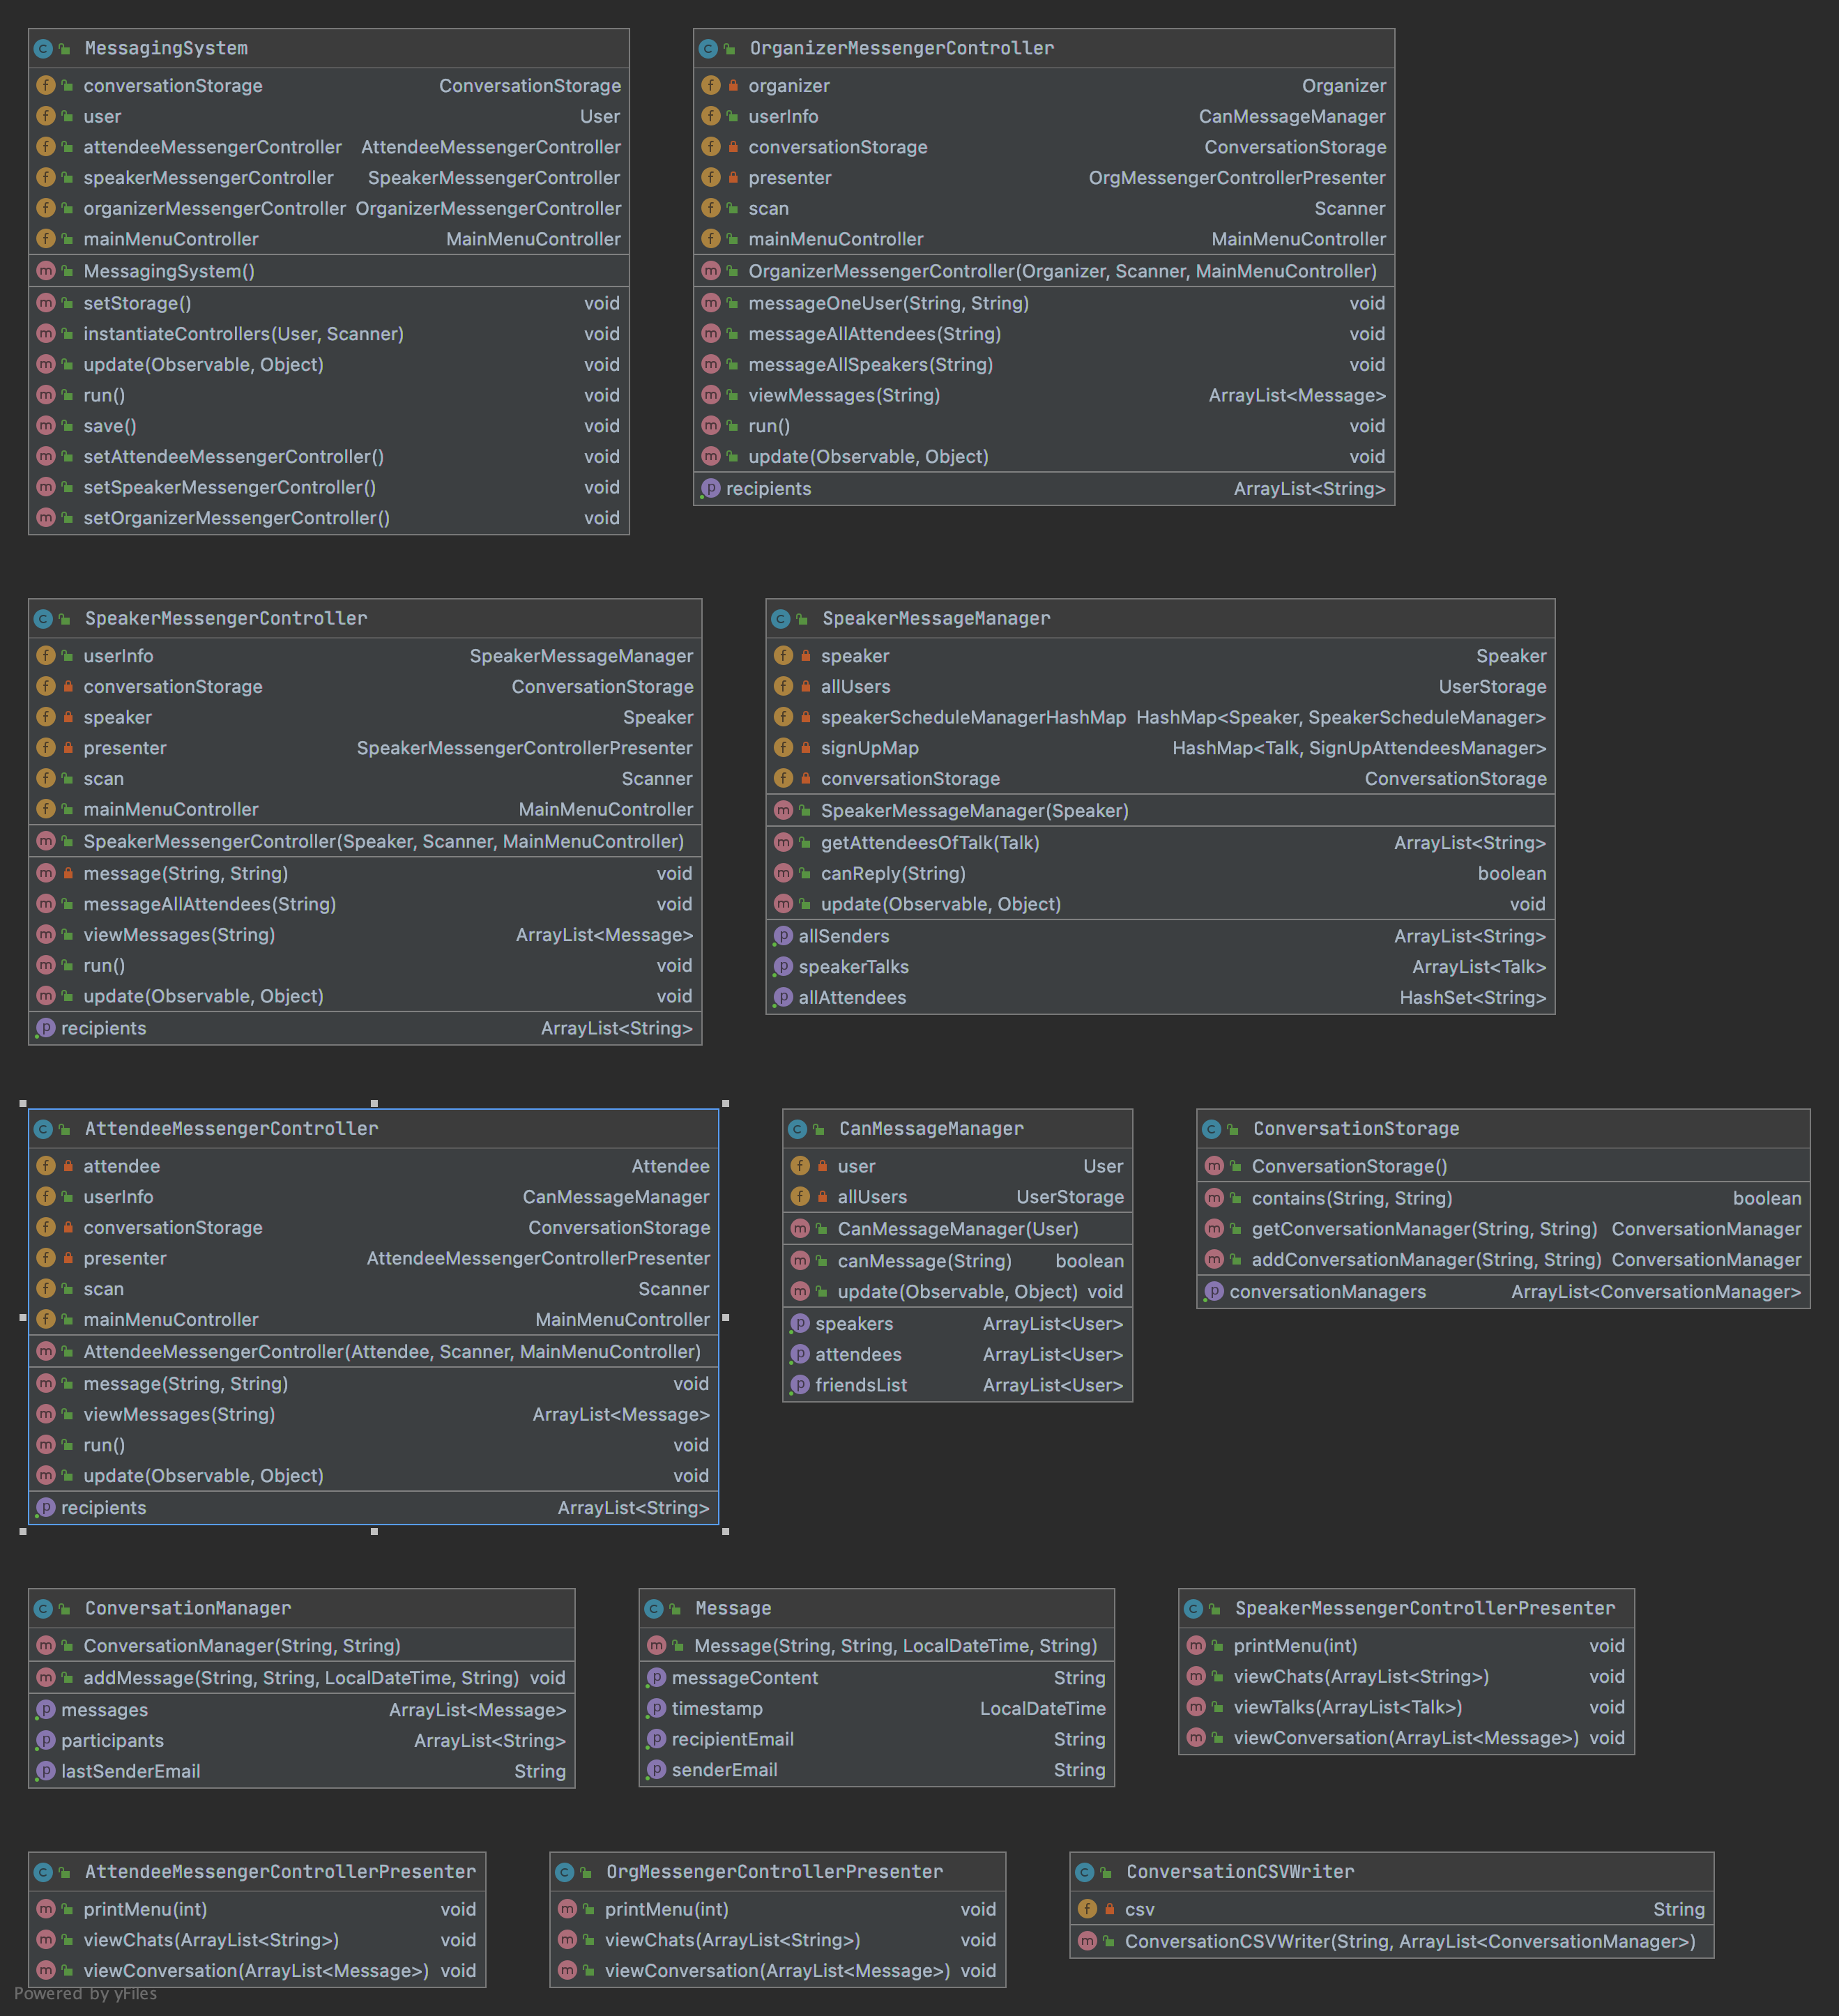 MessagingSystem
conversationStorage ConversationStorage
user User
attendeeMessengerController AttendeeMessengerController
speakerMessengerController SpeakerMessengerController
organizerMessengerController OrganizerMessengerController
mainMenuController MainMenuController
MessagingSystem()
setStorage() void
instantiateControllers(User, Scanner) void
update(Observable, Object) void
run() void
save() void
setAttendeeMessengerController() void
setSpeakerMessengerController() void
setOrganizerMessengerController() void
OrganizerMessengerController
organizer Organizer
userInfo CanMessageManager
conversationStorage ConversationStorage
presenter OrgMessengerControllerPresenter
scan Scanner
mainMenuController MainMenuController
OrganizerMessengerController(Organizer, Scanner, MainMenuController)
messageOneUser(String, String) void
messageAllAttendees(String) void
messageAllSpeakers(String) void
viewMessages(String) ArrayList<Message>
run() void
update(Observable, Object) void
recipients ArrayList<String>
SpeakerMessengerController
userInfo SpeakerMessageManager
conversationStorage ConversationStorage
speaker Speaker
presenter SpeakerMessengerControllerPresenter
scan Scanner
mainMenuController MainMenuController
SpeakerMessengerController(Speaker, Scanner, MainMenuController)
message(String, String) void
messageAllAttendees(String) void
viewMessages(String) ArrayList<Message>
run() void
update(Observable, Object) void
recipients ArrayList<String>
SpeakerMessageManager
speaker Speaker
allUsers UserStorage
speakerScheduleManagerHashMap HashMap<Speaker, SpeakerScheduleManager>
signUpMap HashMap<Talk, SignUpAttendeesManager>
conversationStorage ConversationStorage
SpeakerMessageManager(Speaker)
getAttendeesOfTalk(Talk) ArrayList<String>
canReply(String) boolean
update(Observable, Object) void
allSenders ArrayList<String>
speakerTalks ArrayList<Talk>
allAttendees HashSet<String>
AttendeeMessengerController
attendee Attendee
userInfo CanMessageManager
conversationStorage ConversationStorage
presenter AttendeeMessengerControllerPresenter
scan Scanner
mainMenuController MainMenuController
AttendeeMessengerController(Attendee, Scanner, MainMenuController)
message(String, String) void
viewMessages(String) ArrayList<Message>
run() void
update(Observable, Object) void
recipients ArrayList<String>
CanMessageManager
user User
allUsers UserStorage
CanMessageManager(User)
canMessage(String) boolean
update(Observable, Object) void
speakers ArrayList<User>
attendees ArrayList<User>
friendsList ArrayList<User>
ConversationStorage
ConversationStorage()
contains(String, String) boolean
getConversationManager(String, String) ConversationManager
addConversationManager(String, String) ConversationManager
conversationManagers ArrayList<ConversationManager>
ConversationManager
ConversationManager(String, String)
addMessage(String, String, LocalDateTime, String) void
messages ArrayList<Message>
participants ArrayList<String>
lastSenderEmail String
Message
Message(String, String, LocalDateTime, String)
messageContent String
timestamp LocalDateTime
recipientEmail String
senderEmail String
SpeakerMessengerControllerPresenter
printMenu(int) void
viewChats(ArrayList<String>) void
viewTalks(ArrayList<Talk>) void
viewConversation(ArrayList<Message>) void
AttendeeMessengerControllerPresenter
printMenu(int) void
viewChats(ArrayList<String>) void
viewConversation(ArrayList<Message>) void
OrgMessengerControllerPresenter
printMenu(int) void
viewChats(ArrayList<String>) void
viewConversation(ArrayList<Message>) void
ConversationCSVWriter
csv String
ConversationCSVWriter(String, ArrayList<ConversationManager>)
Powered by yFiles